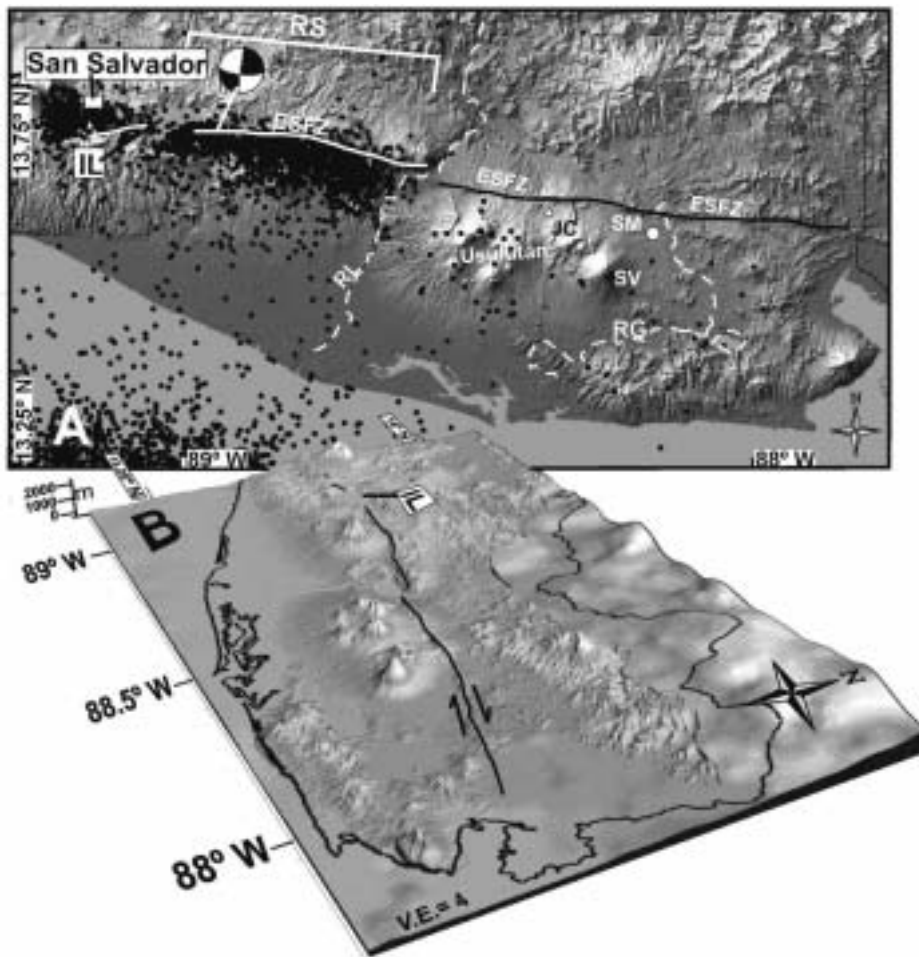 RS
San Salvador
13.75° N
IL
ESFZ
ESFZ
ESFZ
JC
SM
Usulután
SV
RL
RG
13.25° N
A
N
89° W
88° W
2000
1000
0
m
B
IL
89° W
88.5° W
N
88° W
V.E.= 4